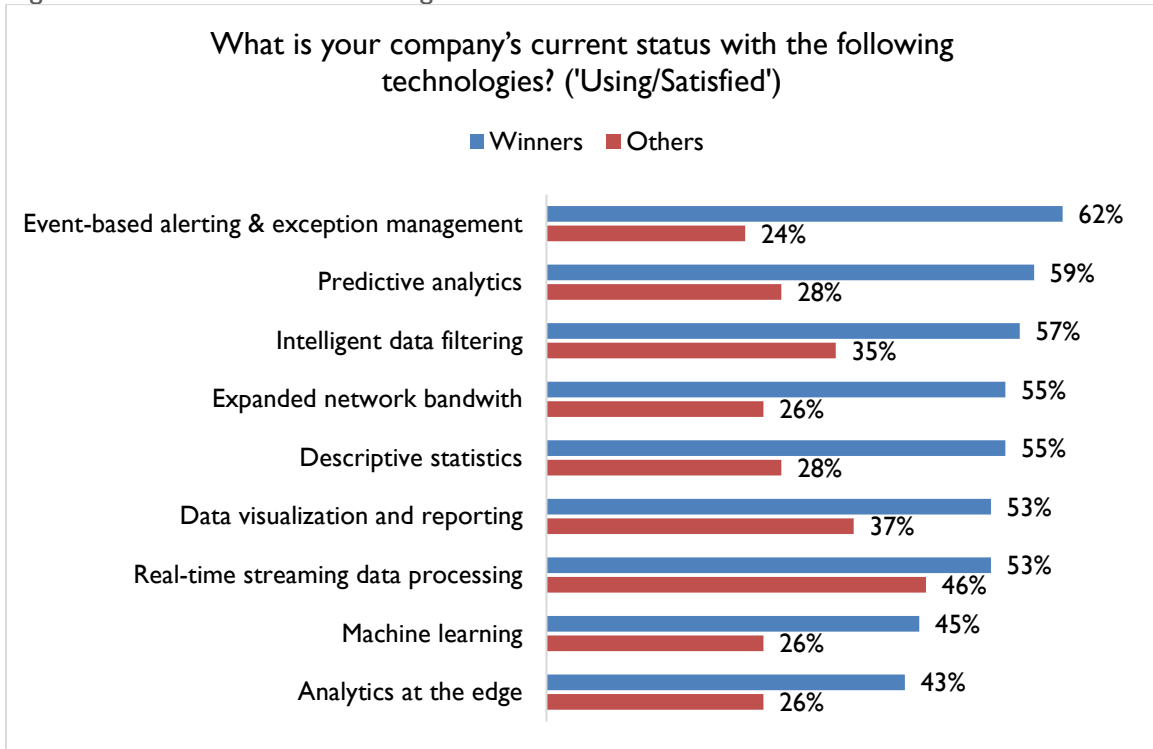 What is your company's current status with the following
technologies? ('Using/Satisfied')
Winners Others
Event-based alerting & exception management 62%
24%
Predictive analytics 59%
28%
Intelligent data filtering 57%
35%
Expanded network bandwith 55%
26%
Descriptive statistics 55%
28%
Data visualization and reporting 53%
37%
Real-time streaming data processing 53%
46%
Machine learning 45%
26%
Analytics at the edge 43%
26%